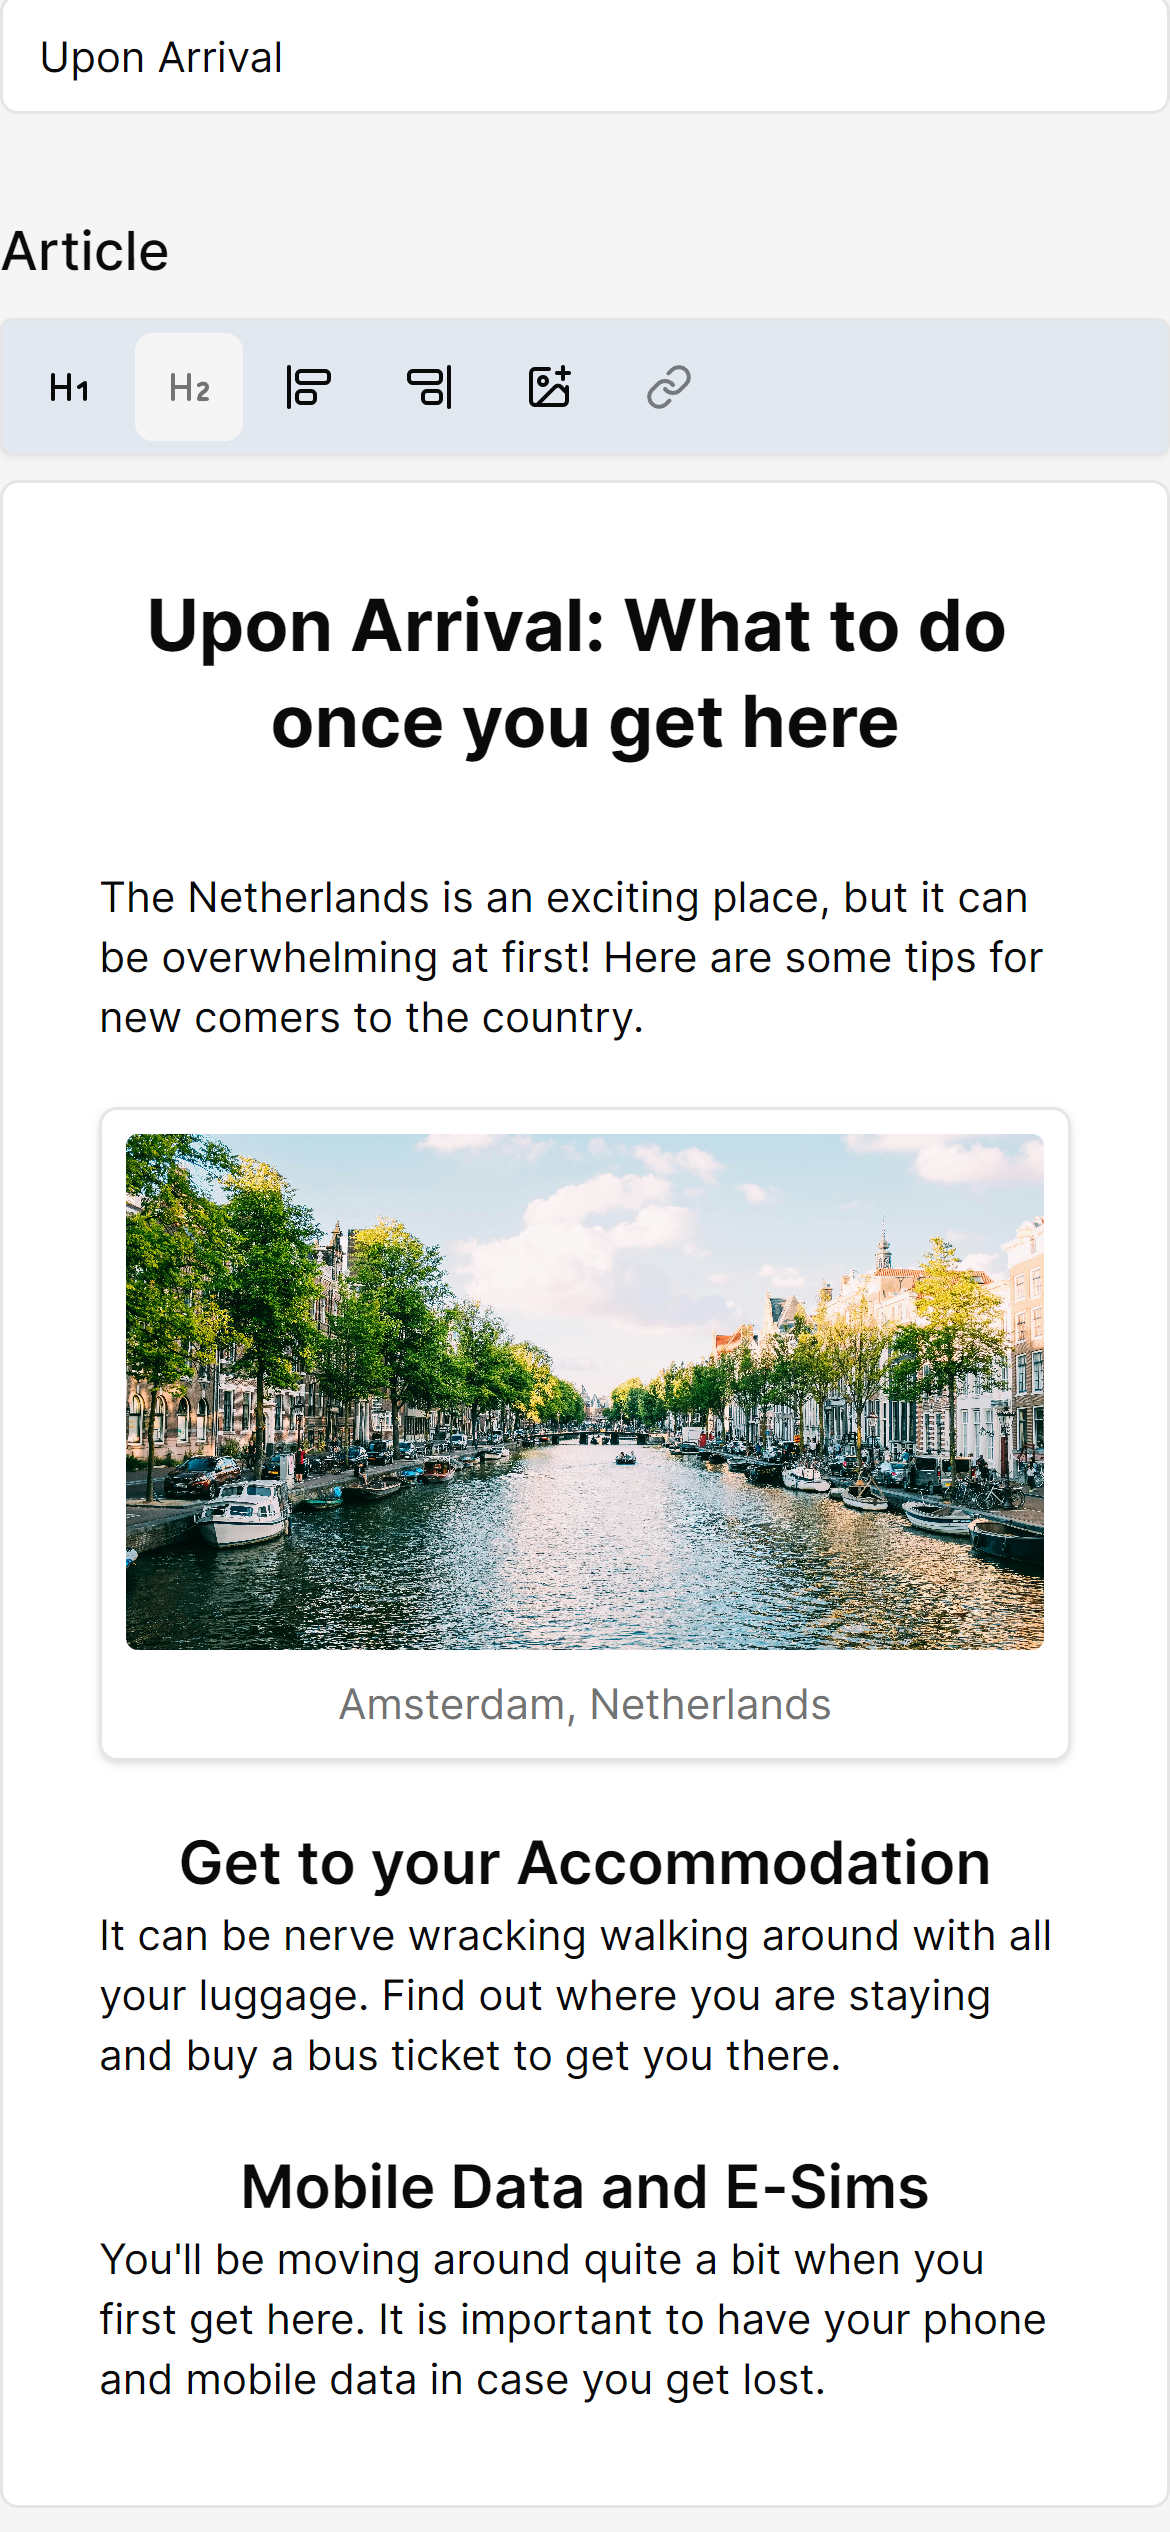 Upon Arrival
Article
H1 H2
Upon Arrival: What to do
once you get here
The Netherlands is an exciting place, but it can
be overwhelming at first! Here are some tips for
new comers to the country.
Amsterdam, Netherlands
Get to your Accommodation
It can be nerve wracking walking around with all
your luggage. Find out where you are staying
and buy a bus ticket to get you there.
Mobile Data and E-Sims
You'll be moving around quite a bit when you
first get here. It is important to have your phone
and mobile data in case you get lost.